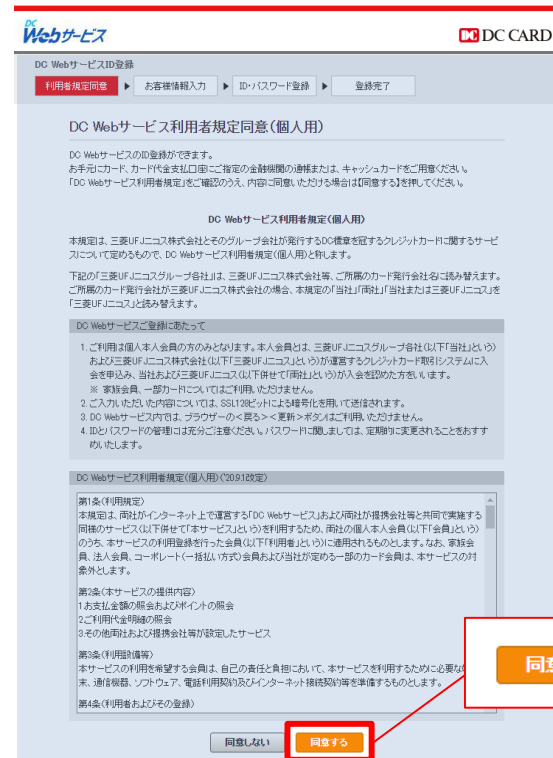 DC
Webサービス
DC DC CARD
DC WebサービスID登録
利用者規定同意 ▶ お客様情報入力 ▶ ID・パスワード登録 ▶ 登録完了
DC Webサービス利用者規定同意(個人用)
DC WebサービスのID登録ができます。
お手元にカード、カード代金支払口座にご指定の金融機関の通帳または、キャッシュカードをご用意ください。
「DC Webサービス利用者規定」をご確認のうえ、内容に同意いただける場合は【同意する】を押してください。
DC Webサービス利用者規定(個人用)
本規定は、三菱UFJニコス株式会社とそのグループ会社が発行するDC標章を冠するクレジットカードに関するサービ
スについて定めるもので、DC Webサービス利用者規定(個人用)と称します。
下記の「三菱UFJニコスグループ各社」は、三菱UFJニコス株式会社等、ご所属のカード発行会社名に読み替えます。
ご所属のカード発行会社が三菱UFJニコス株式会社の場合、本規定の「当社」「両社」「当社または三菱UFJニコス」を
「三菱UFJニコス」と読み替えます。
DC Webサービスご登録にあたって
1. ご利用は個人本人会員の方のみとなります。本人会員とは、三菱UFJニコスグループ各社(以下「当社」という)
および三菱UFJニコス株式会社(以下「三菱UFJニコス」という)が運営するクレジットカード取引システムに入
会を申込み、当社および三菱UFJニコス(以下併せて「両社」という)が入会を認めた方をいいます。
※ 家族会員、一部カードについてはご利用いただけません。
2. ご入力いただいた内容については、SSL128ビットによる暗号化を用いて送信されます。
3. DC Webサービス内では、ブラウザーの<戻る><更新>ボタンはご利用いただけません。
4. IDとパスワードの管理には充分ご注意ください。パスワードに関しましては、定期的に変更されることをおすす
めいたします。
DC Webサービス利用者規定(個人用)('20.9.12改定)
第1条(利用規定)
本規定は、両社がインターネット上で運営する「DC Webサービス」および両社が提携会社等と共同で実施する
同様のサービス(以下併せて「本サービス」という)を利用するため、両社の個人本人会員(以下「会員」という)
のうち、本サービスの利用登録を行った会員(以下「利用者」という)に適用されるものとします。なお、家族会
員、法人会員、コーポレート(一括払い方式)会員および当社が定める一部のカード会員は、本サービスの対
象外とします。
第2条(本サービスの提供内容)
1.お支払金額の照会およびポイントの照会
2.ご利用代金明細の照会
3.その他両社および提携会社等が設定したサービス
第3条(利用設備等)
本サービスの利用を希望する会員は、自己の責任と負担において、本サービスを利用するために必要な
末、通信機器、ソフトウェア、電話利用契約及びインターネット接続契約等を準備するものとします。
第4条(利用者およびその登録)
同意
同意しない 同意する